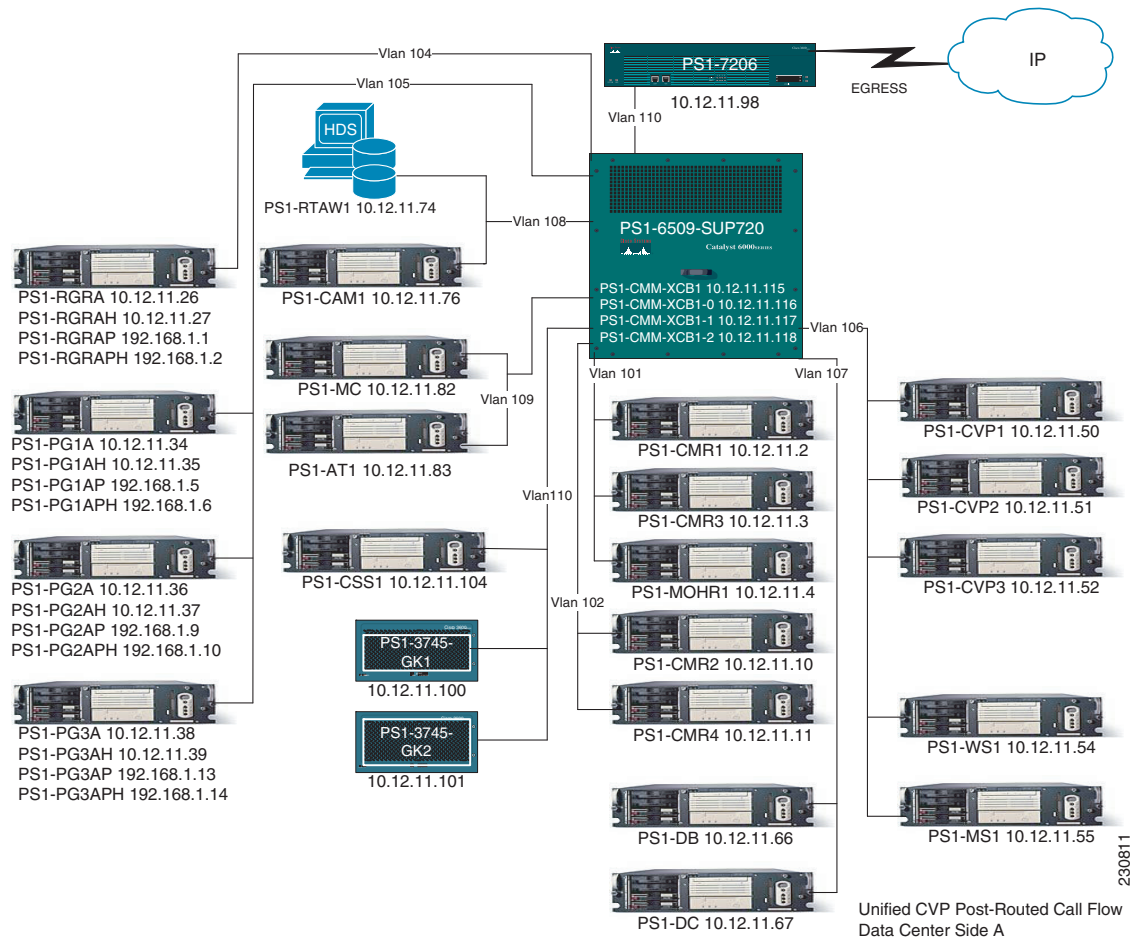 Vlan 104
Vlan 105
PS1-7206
10.12.11.98
IP
EGRESS
Vlan 110
HDS
PS1-RTAW1 10.12.11.74
Vlan 108
PS1-6509-SUP720
Catalyst 6000 SERIES
PS1-CAM1 10.12.11.76
PS1-CMM-XCB1 10.12.11.115
PS1-CMM-XCB1-0 10.12.11.116
PS1-CMM-XCB1-1 10.12.11.117
PS1-CMM-XCB1-2 10.12.11.118
PS1-RGRA 10.12.11.26
PS1-RGRAH 10.12.11.27
PS1-RGRAP 192.168.1.1
PS1-RGRAPH 192.168.1.2
Vlan 106
Vlan 101
Vlan 107
PS1-MC 10.12.11.82
Vlan 109
PS1-AT1 10.12.11.83
PS1-PG1A 10.12.11.34
PS1-PG1AH 10.12.11.35
PS1-PG1AP 192.168.1.5
PS1-PG1APH 192.168.1.6
PS1-CMR1 10.12.11.2
PS1-CVP1 10.12.11.50
Vlan110
PS1-CMR3 10.12.11.3
PS1-CVP2 10.12.11.51
PS1-CSS1 10.12.11.104
PS1-MOHR1 10.12.11.4
PS1-CVP3 10.12.11.52
PS1-PG2A 10.12.11.36
PS1-PG2AH 10.12.11.37
PS1-PG2AP 192.168.1.9
PS1-PG2APH 192.168.1.10
Vlan 102
PS1-3745-
GK1
10.12.11.100
PS1-CMR2 10.12.11.10
PS1-3745-
GK2
10.12.11.101
PS1-CMR4 10.12.11.11
PS1-PG3A 10.12.11.38
PS1-PG3AH 10.12.11.39
PS1-PG3AP 192.168.1.13
PS1-PG3APH 192.168.1.14
PS1-WS1 10.12.11.54
PS1-DB 10.12.11.66
PS1-MS1 10.12.11.55
PS1-DC 10.12.11.67
230811
Unified CVP Post-Routed Call Flow
Data Center Side A